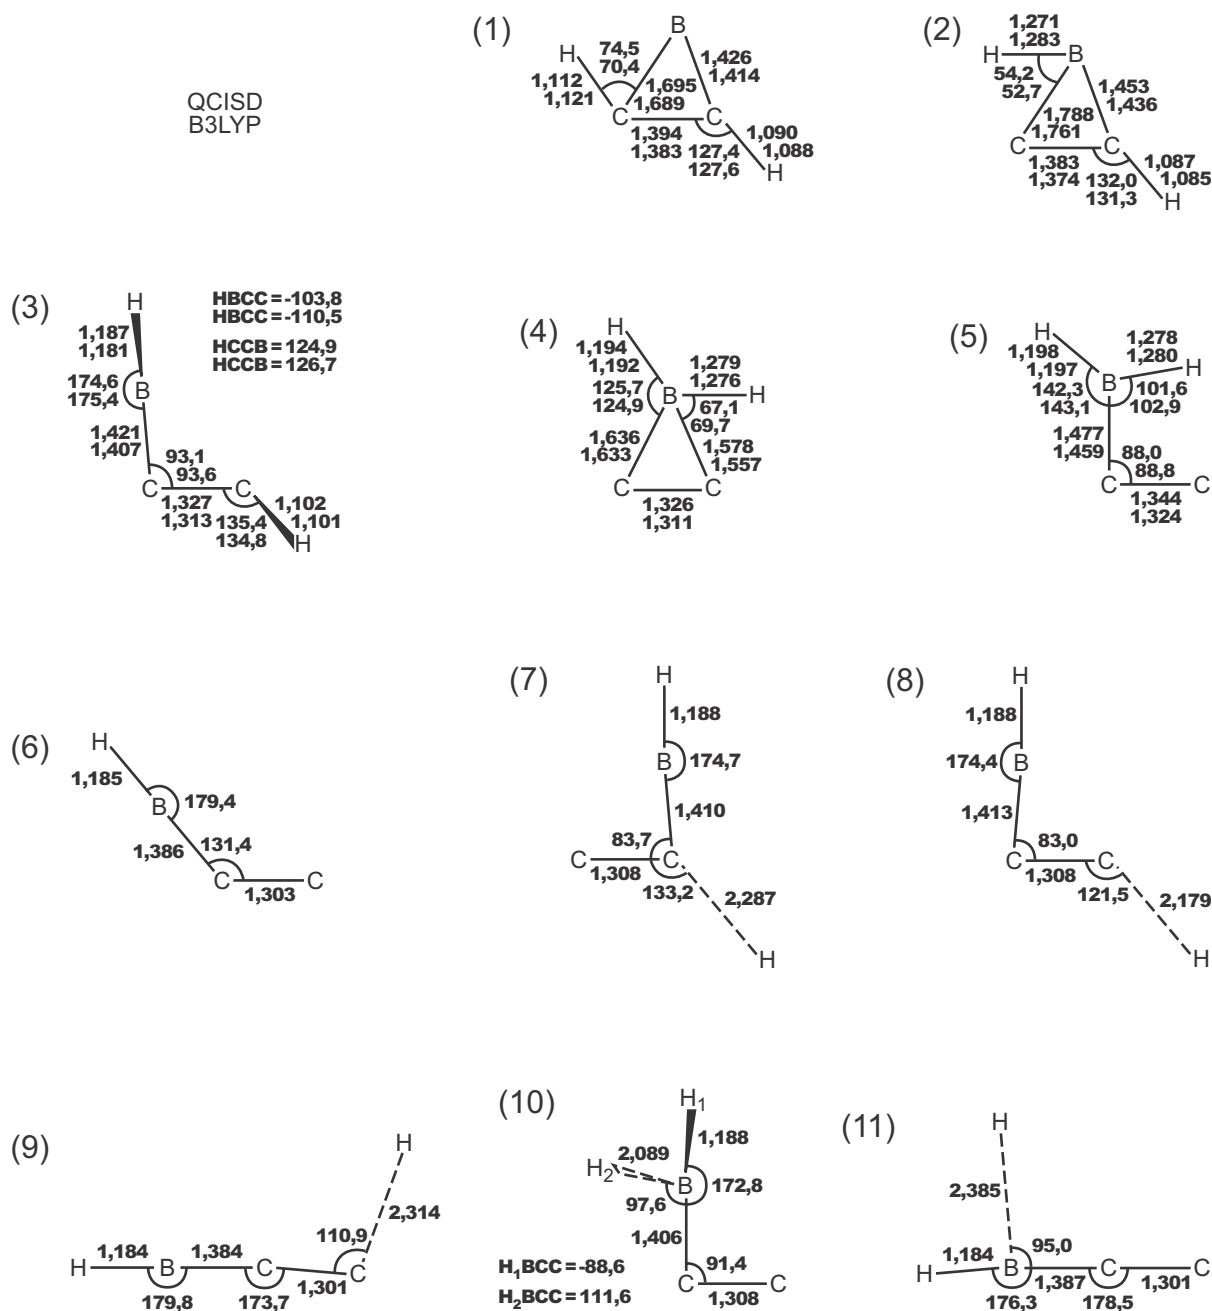 QCISD
B3LYP
(1)
B
H
74,5
70,4
1,426
1,414
1,112
1,121
1,695
1,689
C
C
1,394
1,383
127,4
127,6
1,090
1,088
H
(2)
1,271
1,283
H
B
54,2
52,7
1,453
1,436
1,788
1,761
C
C
1,383
1,374
132,0
131,3
1,087
1,085
H
(3)
H
HBCC = -103,8
HBCC = -110,5
HCCB = 124,9
HCCB = 126,7
1,187
1,181
174,6
175,4
B
1,421
1,407
93,1
93,6
C
C
1,327
1,313
135,4
134,8
1,102
1,101
H
(4)
H
1,194
1,192
1,279
1,276
125,7
124,9
B
H
67,1
69,7
1,636
1,633
1,578
1,557
C
C
1,326
1,311
(5)
H
1,198
1,197
1,278
1,280
H
B
142,3
143,1
101,6
102,9
1,477
1,459
88,0
88,8
C
C
1,344
1,324
(6)
H
1,185
B
179,4
1,386
131,4
C
C
1,303
(7)
H
1,188
B
174,7
1,410
83,7
C
C
1,308
133,2
2,287
H
(8)
H
1,188
174,4
B
1,413
83,0
C
C
1,308
121,5
2,179
H
(9)
H
2,314
110,9
1,184
1,384
H
B
C
C
1,301
179,8
173,7
(10)
H1
1,188
2,089
H2
B
172,8
97,6
1,406
H1BCC = -88,6
H2BCC = 111,6
91,4
C
C
1,308
(11)
H
2,385
1,184
95,0
H
B
C
C
1,387
1,301
176,3
178,5